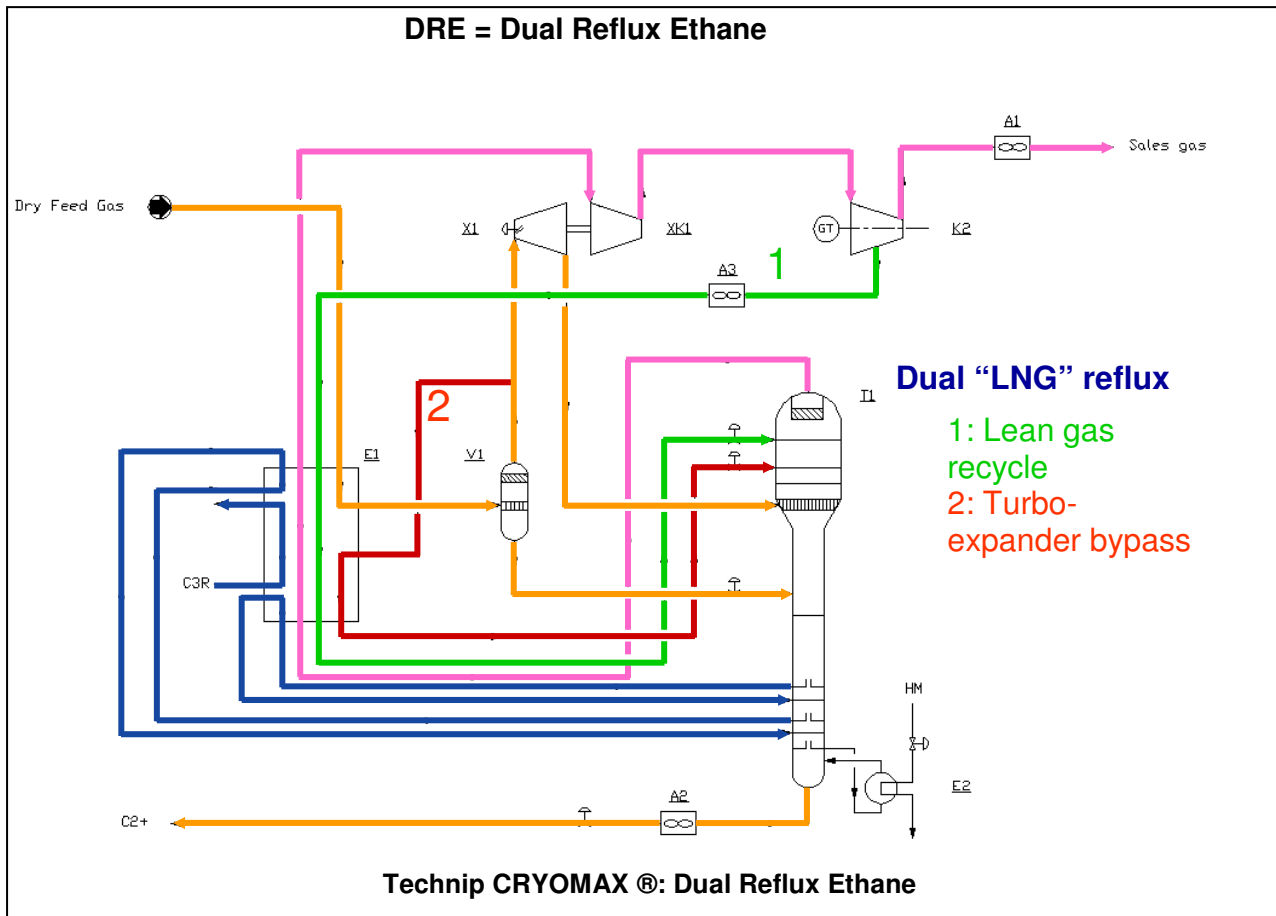 DRE = Dual Reflux Ethane
A1
Sales gas
Dry Feed Gas
X1
XK1
GT
K2
A3
1
Dual “LNG” reflux
T1
2
1: Lean gas
recycle
2: Turbo-
expander bypass
E1
V1
C3R
HM
E2
A2
C2+
Technip CRYOMAX ®: Dual Reflux Ethane